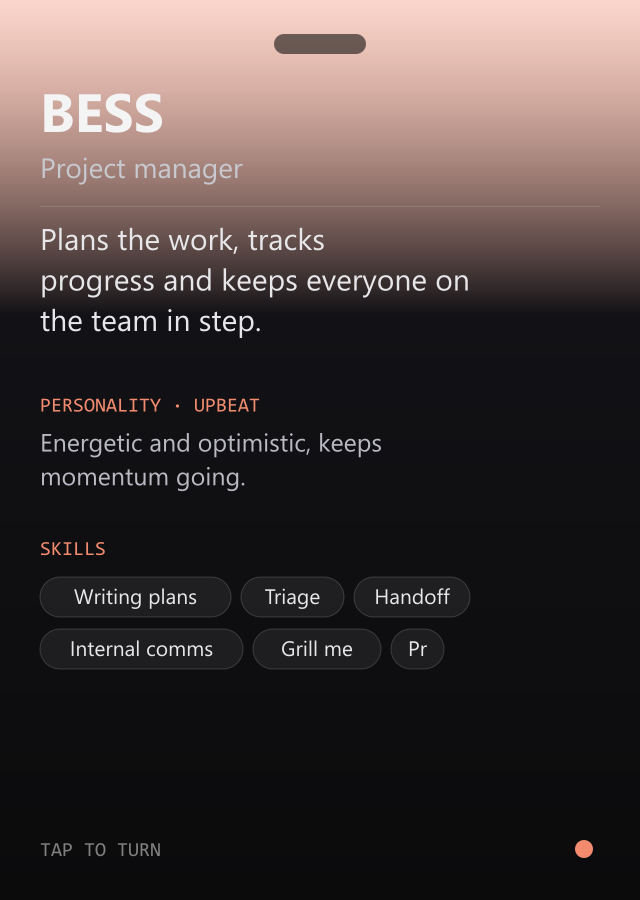 BESS
Project manager
Plans the work, tracks
progress and keeps everyone on
the team in step.
PERSONALITY · UPBEAT
Energetic and optimistic, keeps
momentum going.
SKILLS
Writing plans Triage Handoff
Internal comms Grill me Pr
TAP TO TURN